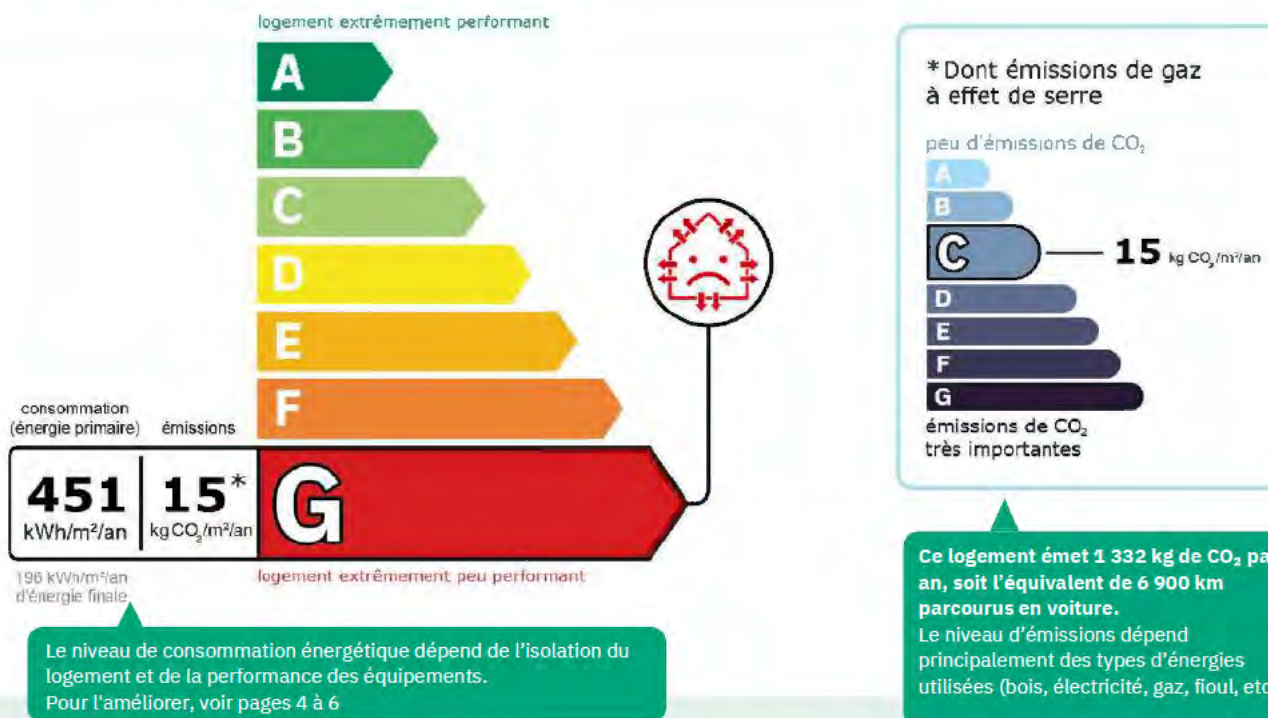 logement extrêmement performant
A
B
C
D
E
F
consommation
(énergie primaire)
émissions
451
kWh/m²/an
15*
kg CO₂/m²/an
G
196 kWh/m²/an
d'énergie finale
logement extrêmement peu performant
Le niveau de consommation énergétique dépend de l'isolation du
logement et de la performance des équipements.
Pour l'améliorer, voir pages 4 à 6
*Dont émissions de gaz
à effet de serre
peu d'émissions de CO₂
A
B
C
15 kg CO₂/m²/an
D
E
F
G
émissions de CO₂
très importantes
Ce logement émet 1 332 kg de CO₂ pa
an, soit l'équivalent de 6 900 km
parcourus en voiture.
Le niveau d'émissions dépend
principalement des types d'énergies
utilisées (bois, électricité, gaz, fioul, etc